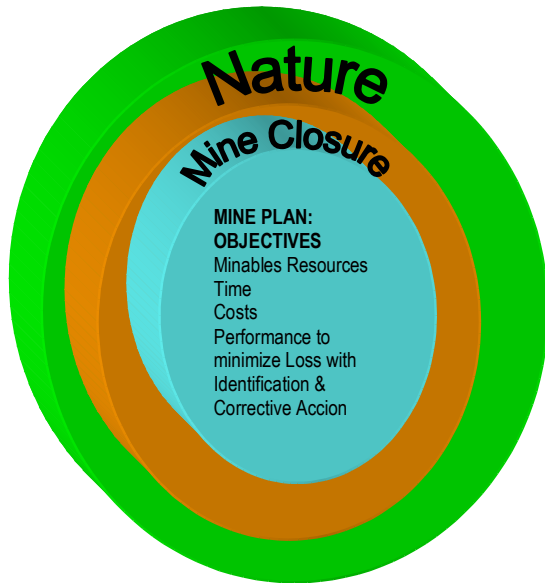 Nature
Mine Closure
MINE PLAN:
OBJECTIVES
Minables Resources
Time
Costs
Performance to
minimize Loss with
Identification &
Corrective Accion